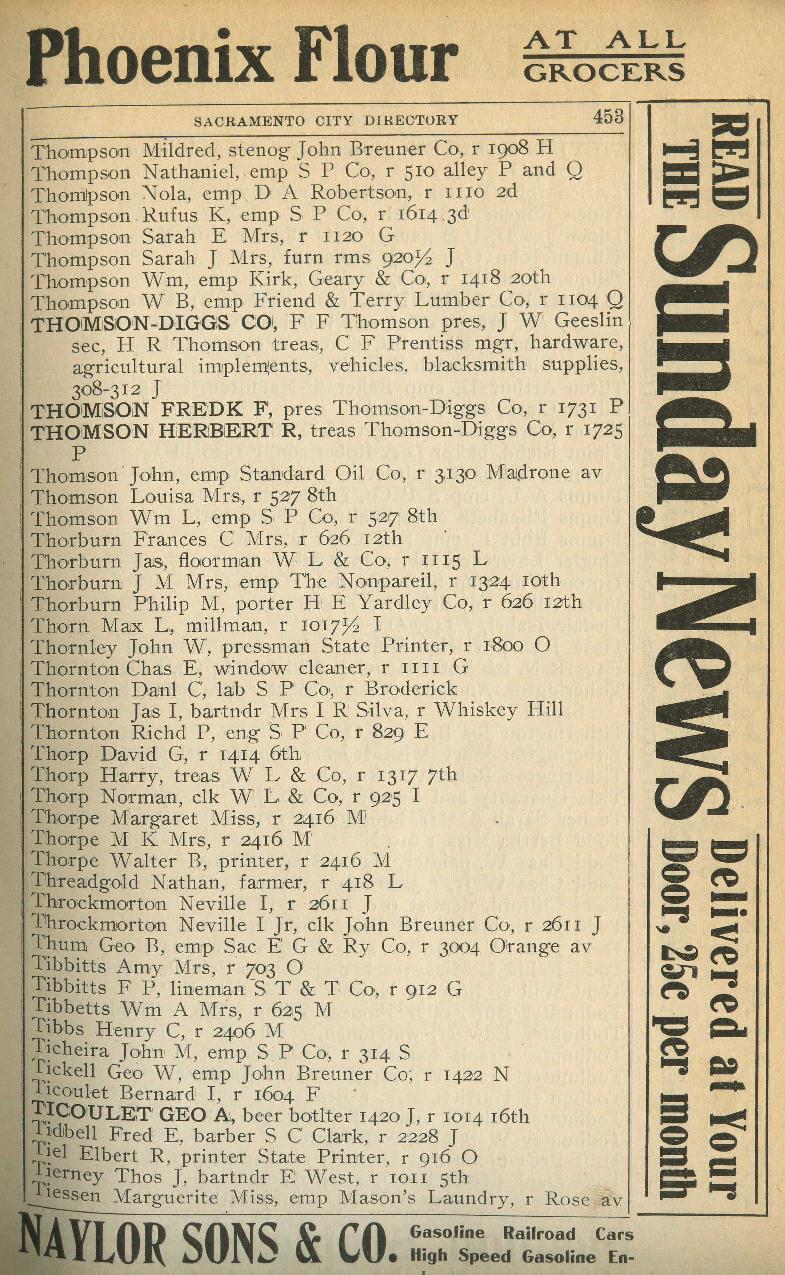 Phoenix Flour
AT ALL
GROCERS
SACRAMENTO CITY DIRECTORY 453
Thompson Mildred, stenog John Breuner Co, r 1908 H
Thompson Nathaniel, emp S P Co, r 510 alley P and Q
Thompson Nola, emp D A Robertson, r 1110 2d
Thompson Rufus K, emp S P Co, r 1614 3d
Thompson Sarah E Mrs, r 1120 G
Thompson Sarah J Mrs, furn rms 920½ J
Thompson Wm, emp Kirk, Geary & Co, r 1418 20th
Thompson W B, emp Friend & Terry Lumber Co, r 1104 Q
THOMSON-DIGGS CO, F F Thomson pres, J W Geeslin
sec, H R Thomson treas, C F Prentiss mgr, hardware,
agricultural implements, vehicles, blacksmith supplies,
308-312 J
THOMSON FREDK F, pres Thomson-Diggs Co, r 1731 P
THOMSON HERBERT R, treas Thomson-Diggs Co, r 1725
P
Thomson John, emp Standard Oil Co, r 3130 Madrone av
Thomson Louisa Mrs, r 527 8th
Thomson Wm L, emp S P Co, r 527 8th
Thorburn Frances C Mrs, r 626 12th
Thorburn Jas, floorman W L & Co, r 1115 L
Thorburn J M Mrs, emp The Nonpareil, r 1324 10th
Thorburn Philip M, porter H E Yardley Co, r 626 12th
Thorn Max L, millman, r 1017½ I
Thornley John W, pressman State Printer, r 1800 O
Thornton Chas E, window cleaner, r 1111 G
Thornton Danl C, lab S P Co, r Broderick
Thornton Jas I, bartndr Mrs I R Silva, r Whiskey Hill
Thornton Richd P, eng S P Co, r 829 E
Thorp David G, r 1414 6th
Thorp Harry, treas W L & Co, r 1317 7th
Thorp Norman, clk W L & Co, r 925 I
Thorpe Margaret Miss, r 2416 M
Thorpe M K Mrs, r 2416 M
Thorpe Walter B, printer, r 2416 M
Threadgold Nathan, farmer, r 418 L
Throckmorton Neville I, r 2611 J
Throckmorton Neville I Jr, clk John Breuner Co, r 2611 J
Thum Geo B, emp Sac E G & Ry Co, r 3004 Orange av
Tibbitts Amy Mrs, r 703 O
Tibbitts F P, lineman S T & T Co, r 912 G
Tibbetts Wm A Mrs, r 625 M
Tibbs Henry C, r 2406 M
Ticheira John M, emp S P Co, r 314 S
Tickell Geo W, emp John Breuner Co, r 1422 N
Ticoulet Bernard I, r 1604 F
TICOULET GEO A, beer botlter 1420 J, r 1014 16th
Tidbell Fred E, barber S C Clark, r 2228 J
Tiel Elbert R, printer State Printer, r 916 O
Tierney Thos J, bartndr E West, r 1011 5th
Tiessen Marguerite Miss, emp Mason's Laundry, r Rose av
READ
THE
Sunday News
Delivered at Your
Door, 25c per month
NAYLOR SONS & CO.
Gasoline Railroad Cars
High Speed Gasoline En-